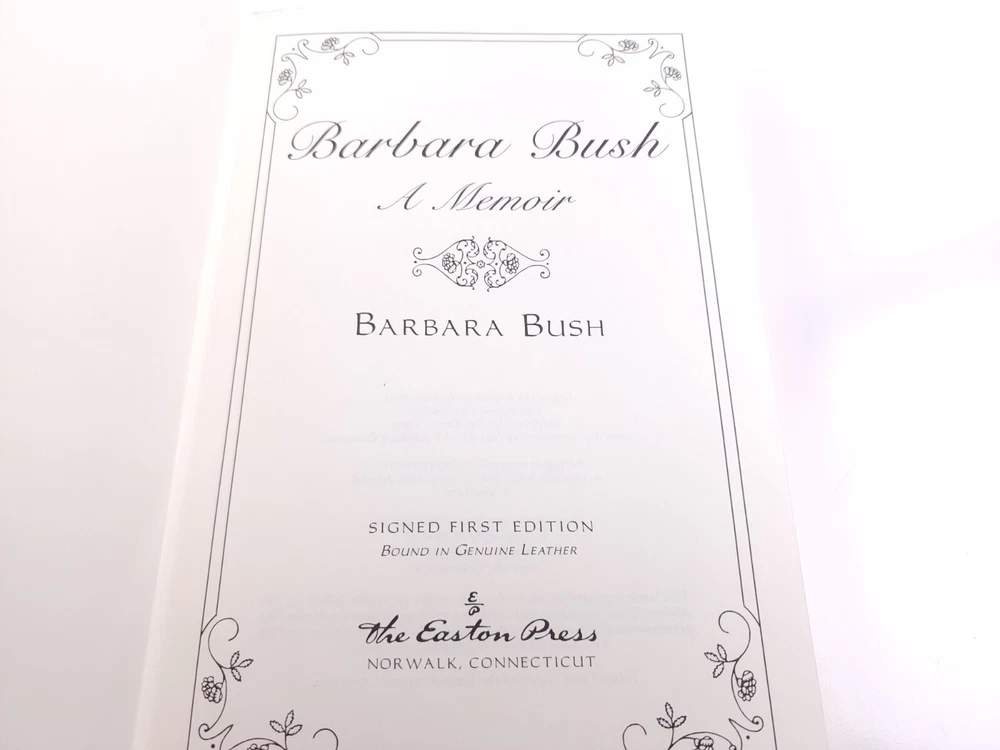 Barbara Bush
A Memoir
BARBARA BUSH
SIGNED FIRST EDITION
BOUND IN GENUINE LEATHER
E
P
The Easton Press
NORWALK, CONNECTICUT